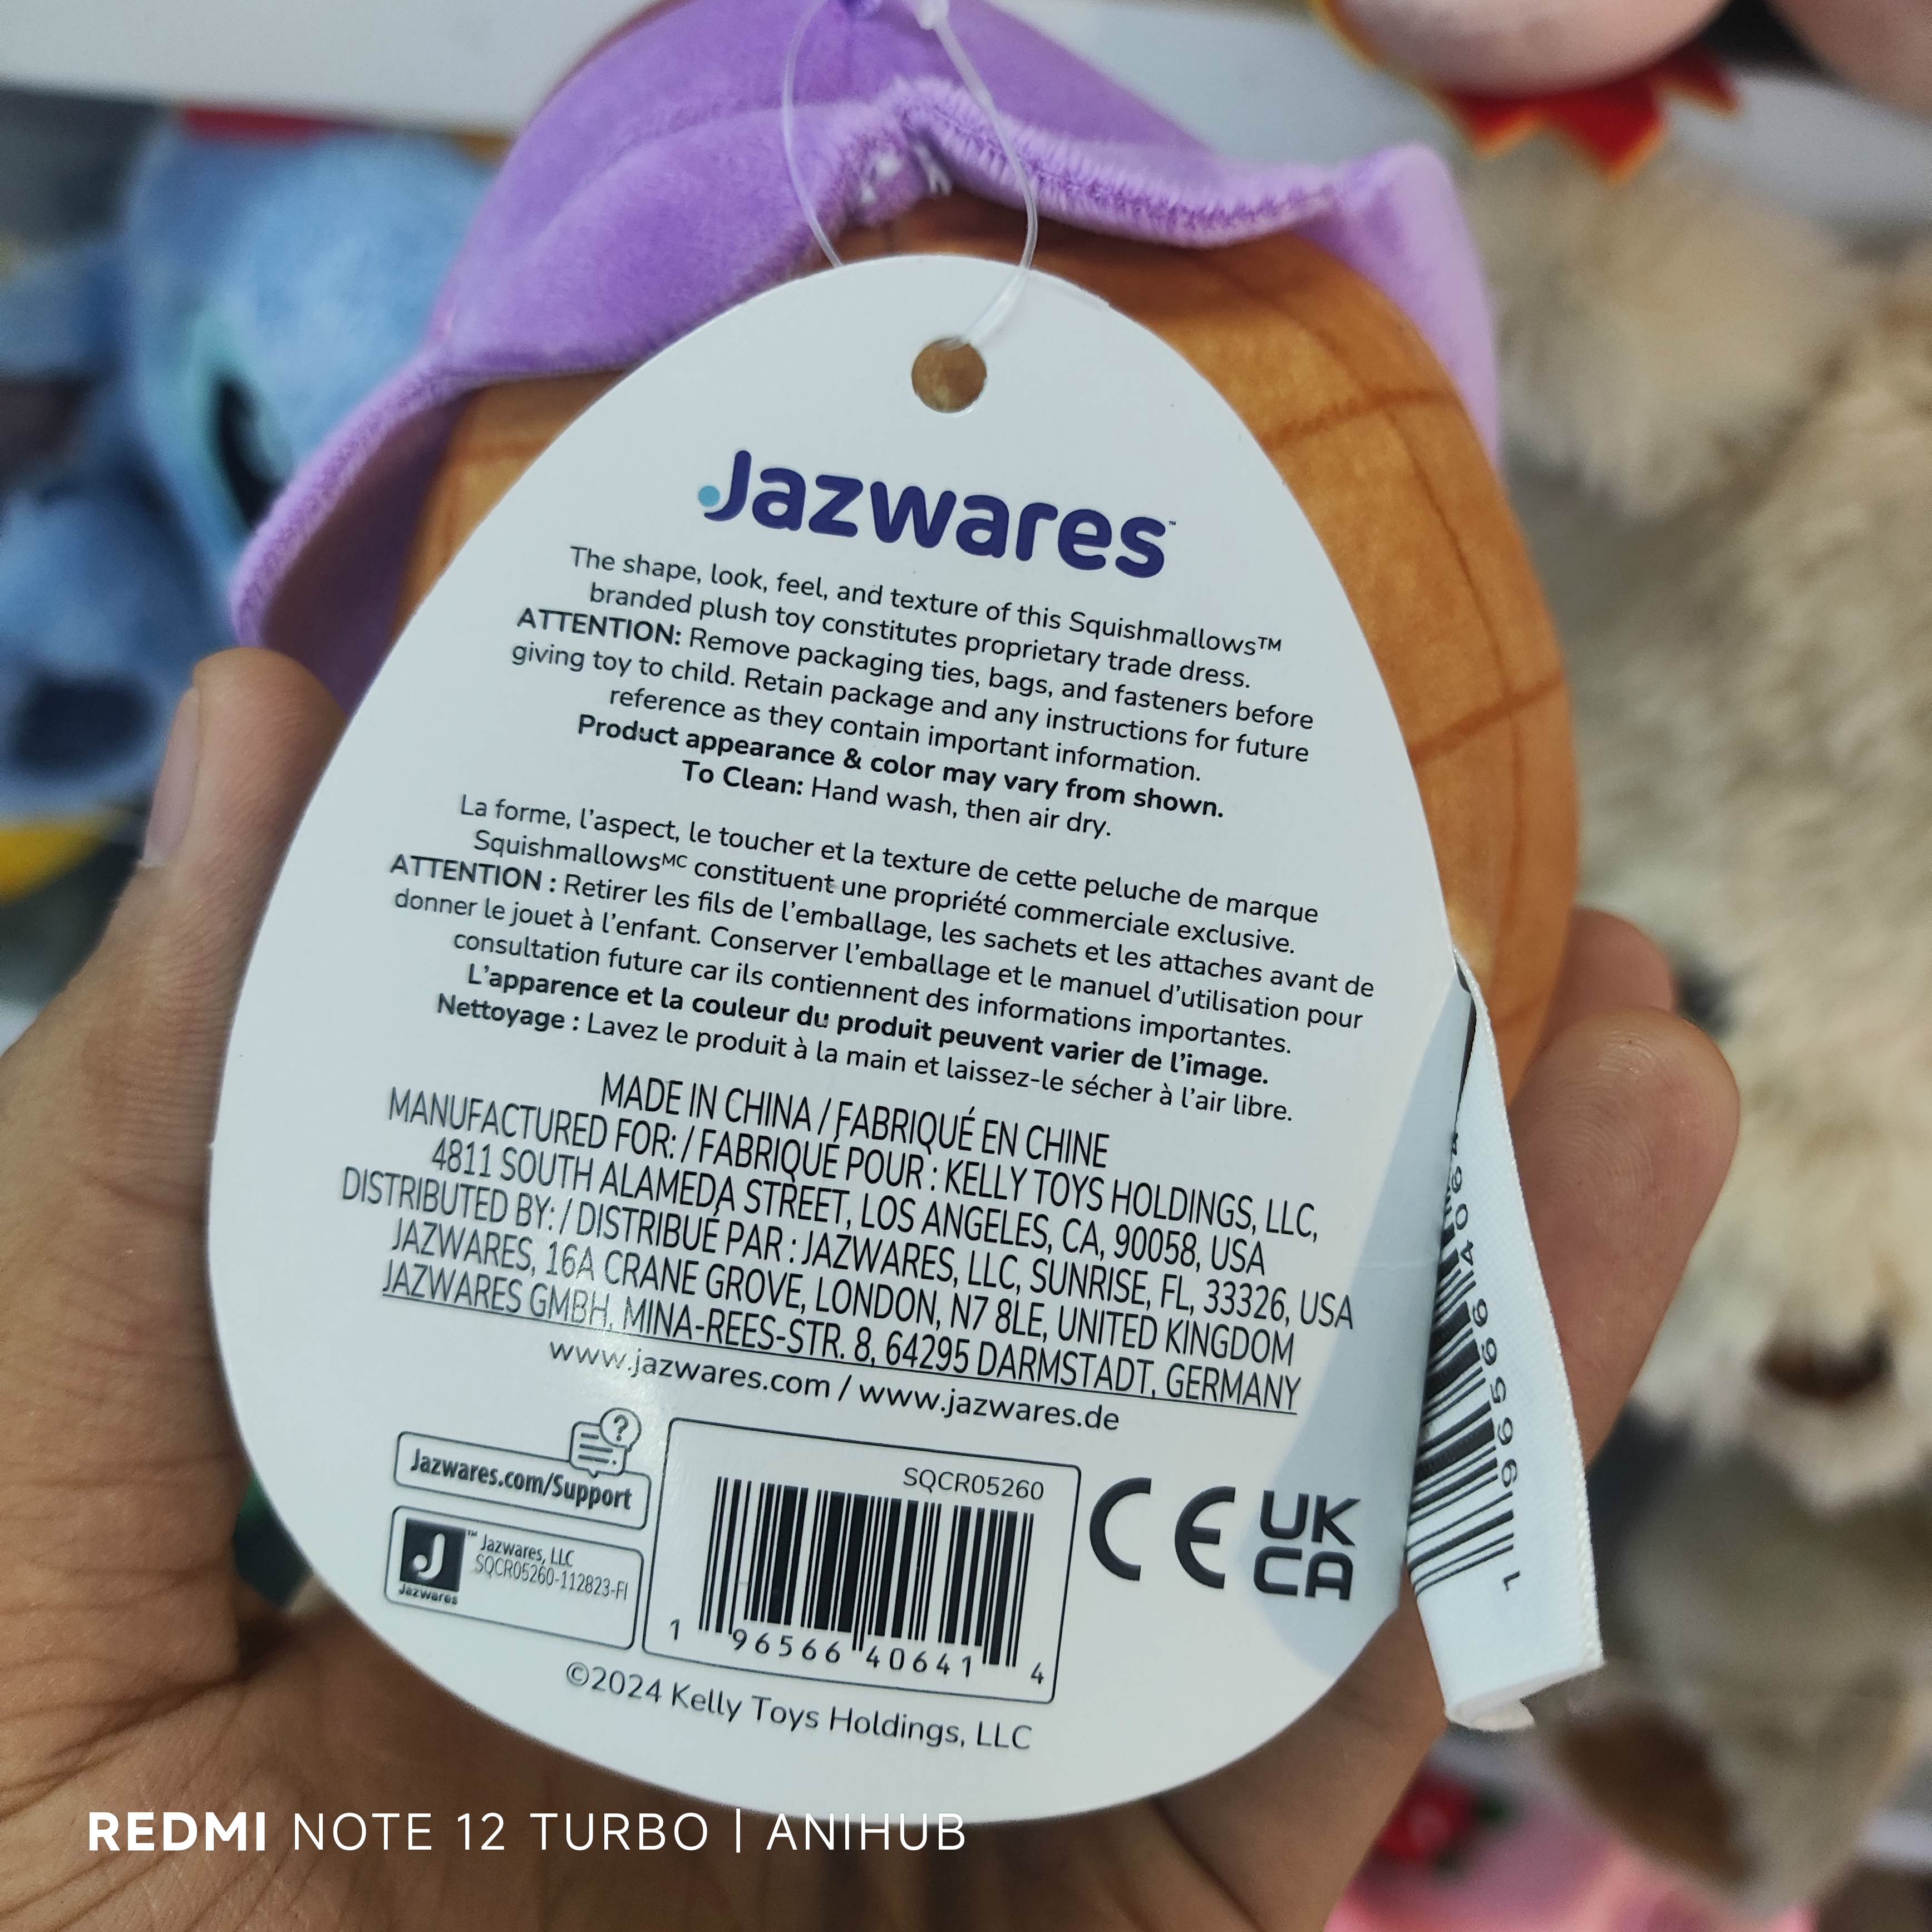 Jazwares™
The shape, look, feel, and texture of this Squishmallows™
branded plush toy constitutes proprietary trade dress.
ATTENTION: Remove packaging ties, bags, and fasteners before
giving toy to child. Retain package and any instructions for future
reference as they contain important information.
Product appearance & color may vary from shown.
To Clean: Hand wash, then air dry.
La forme, l'aspect, le toucher et la texture de cette peluche de marque
Squishmallowsᴹᶜ constituent une propriété commerciale exclusive.
ATTENTION : Retirer les fils de l'emballage, les sachets et les attaches avant de
donner le jouet à l'enfant. Conserver l'emballage et le manuel d'utilisation pour
consultation future car ils contiennent des informations importantes.
L'apparence et la couleur du produit peuvent varier de l'image.
Nettoyage : Lavez le produit à la main et laissez-le sécher à l'air libre.
MADE IN CHINA / FABRIQUÉ EN CHINE
MANUFACTURED FOR: / FABRIQUÉ POUR : KELLY TOYS HOLDINGS, LLC,
4811 SOUTH ALAMEDA STREET, LOS ANGELES, CA, 90058, USA
DISTRIBUTED BY: / DISTRIBUÉ PAR : JAZWARES, LLC, SUNRISE, FL, 33326, USA
JAZWARES, 16A CRANE GROVE, LONDON, N7 8LE, UNITED KINGDOM
JAZWARES GMBH, MINA-REES-STR. 8, 64295 DARMSTADT, GERMANY
www.jazwares.com / www.jazwares.de
Jazwares.com/Support
?
J
Jazwares
™ Jazwares, LLC
SQCR05260-112823-FI
SQCR05260
1 96566 40641 4
CE
UK
CA
©2024 Kelly Toys Holdings, LLC
1 96566 4064
REDMI NOTE 12 TURBO | ANIHUB